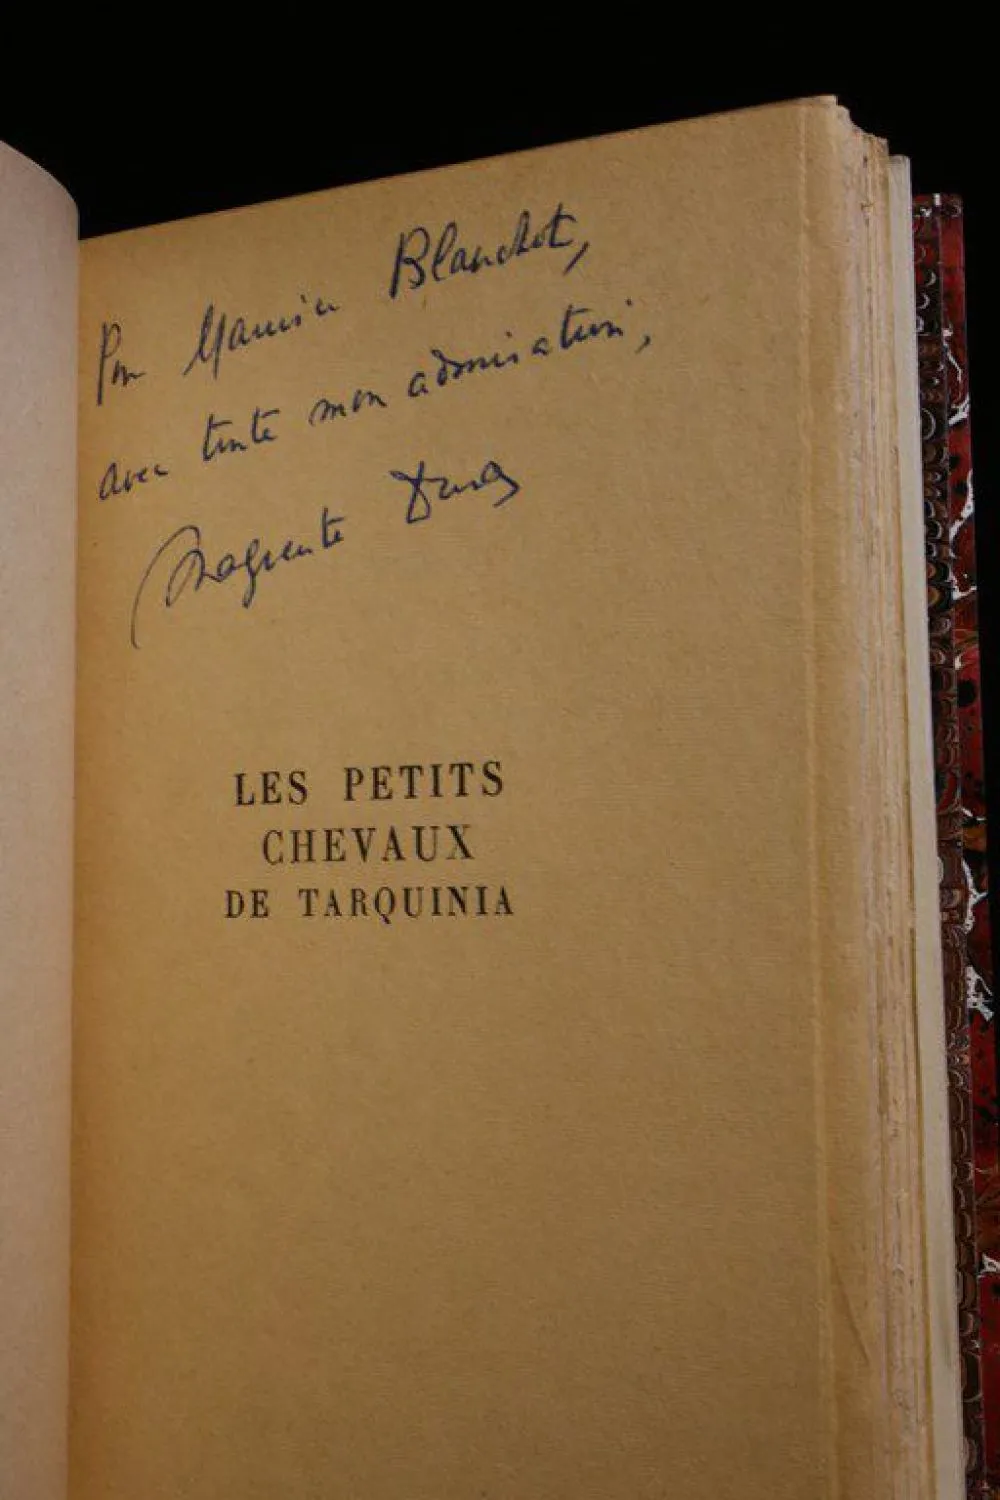 Pour Maurice Blanchot,
avec toute mon admiration,
Marguerite Duras
LES PETITS
CHEVAUX
DE TARQUINIA